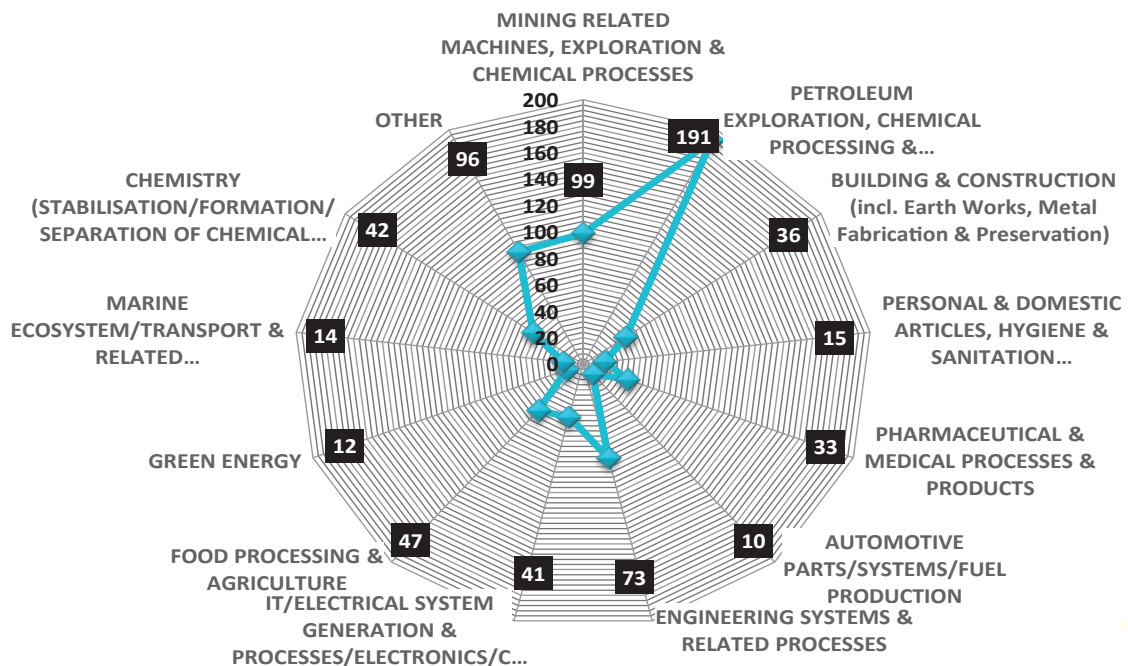 MINING RELATED
MACHINES, EXPLORATION &
CHEMICAL PROCESSES
99
PETROLEUM
EXPLORATION, CHEMICAL
PROCESSING &...
191
BUILDING & CONSTRUCTION
(incl. Earth Works, Metal
Fabrication & Preservation)
36
PERSONAL & DOMESTIC
ARTICLES, HYGIENE &
SANITATION...
15
PHARMACEUTICAL &
MEDICAL PROCESSES &
PRODUCTS
33
AUTOMOTIVE
PARTS/SYSTEMS/FUEL
PRODUCTION
10
ENGINEERING SYSTEMS &
RELATED PROCESSES
73
IT/ELECTRICAL SYSTEM
GENERATION &
PROCESSES/ELECTRONICS/C...
41
FOOD PROCESSING &
AGRICULTURE
47
GREEN ENERGY
12
MARINE
ECOSYSTEM/TRANSPORT &
RELATED...
14
CHEMISTRY
(STABILISATION/FORMATION/
SEPARATION OF CHEMICAL...
42
OTHER
96
200
180
160
140
120
100
80
60
40
20
0